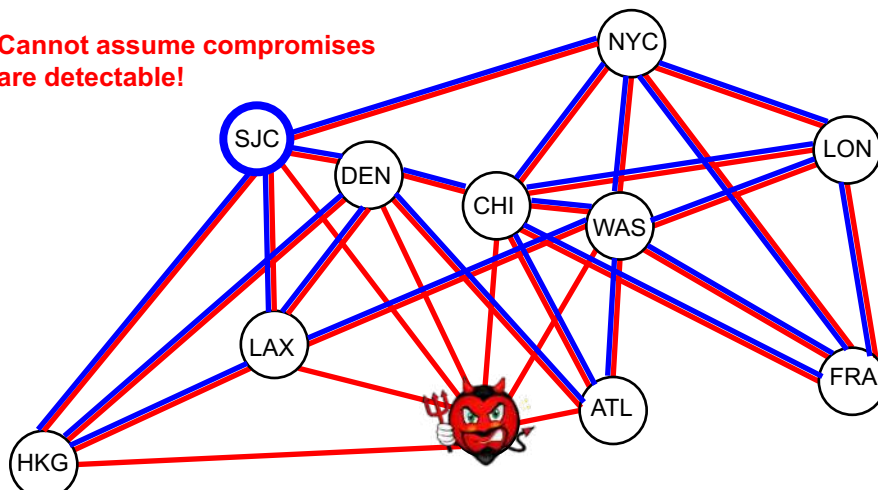 Cannot assume compromises
are detectable!
NYC
SJC
LON
DEN
CHI
WAS
LAX
FRA
ATL
HKG